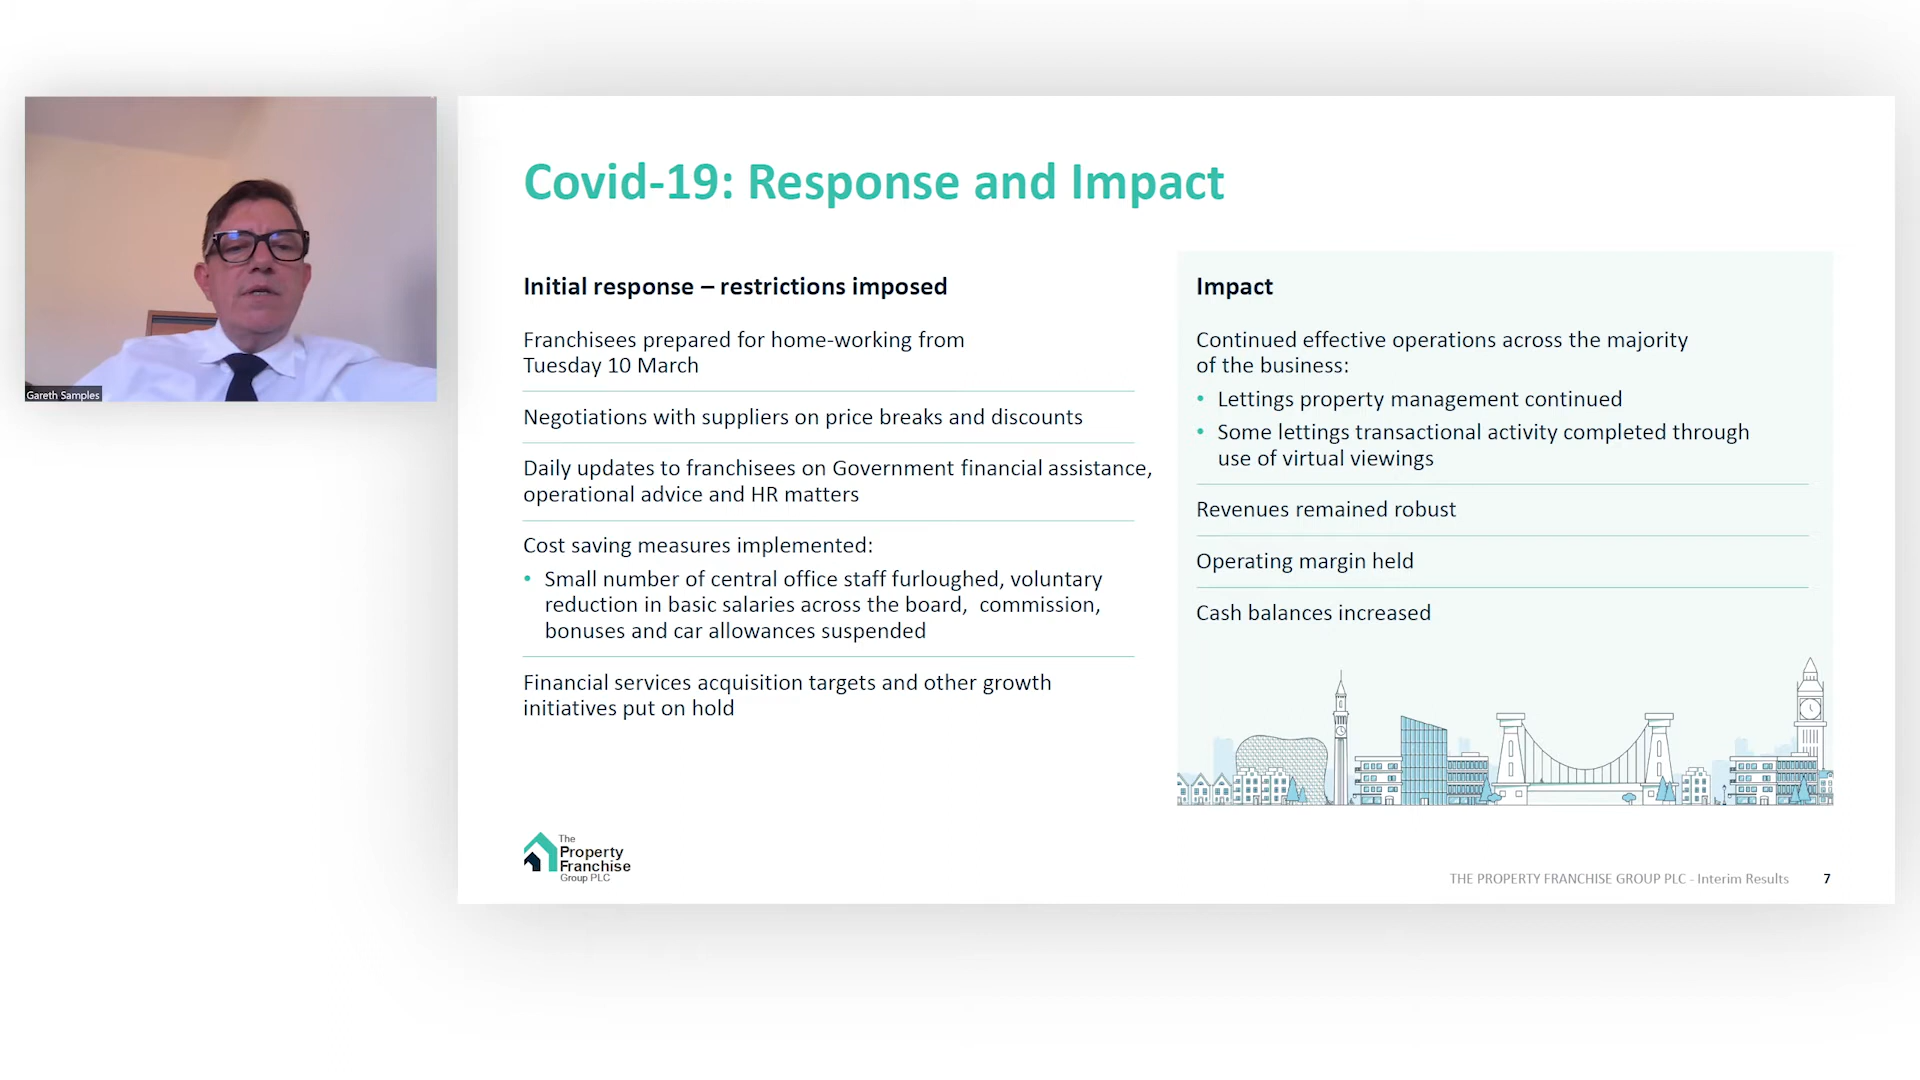 Gareth Samples
Covid-19: Response and Impact
Initial response – restrictions imposed
Franchisees prepared for home-working from
Tuesday 10 March
Negotiations with suppliers on price breaks and discounts
Daily updates to franchisees on Government financial assistance,
operational advice and HR matters
Cost saving measures implemented:
• Small number of central office staff furloughed, voluntary
reduction in basic salaries across the board,  commission,
bonuses and car allowances suspended
Financial services acquisition targets and other growth
initiatives put on hold
Impact
Continued effective operations across the majority
of the business:
• Lettings property management continued
• Some lettings transactional activity completed through
use of virtual viewings
Revenues remained robust
Operating margin held
Cash balances increased
The
Property
Franchise
Group PLC
THE PROPERTY FRANCHISE GROUP PLC - Interim Results 7